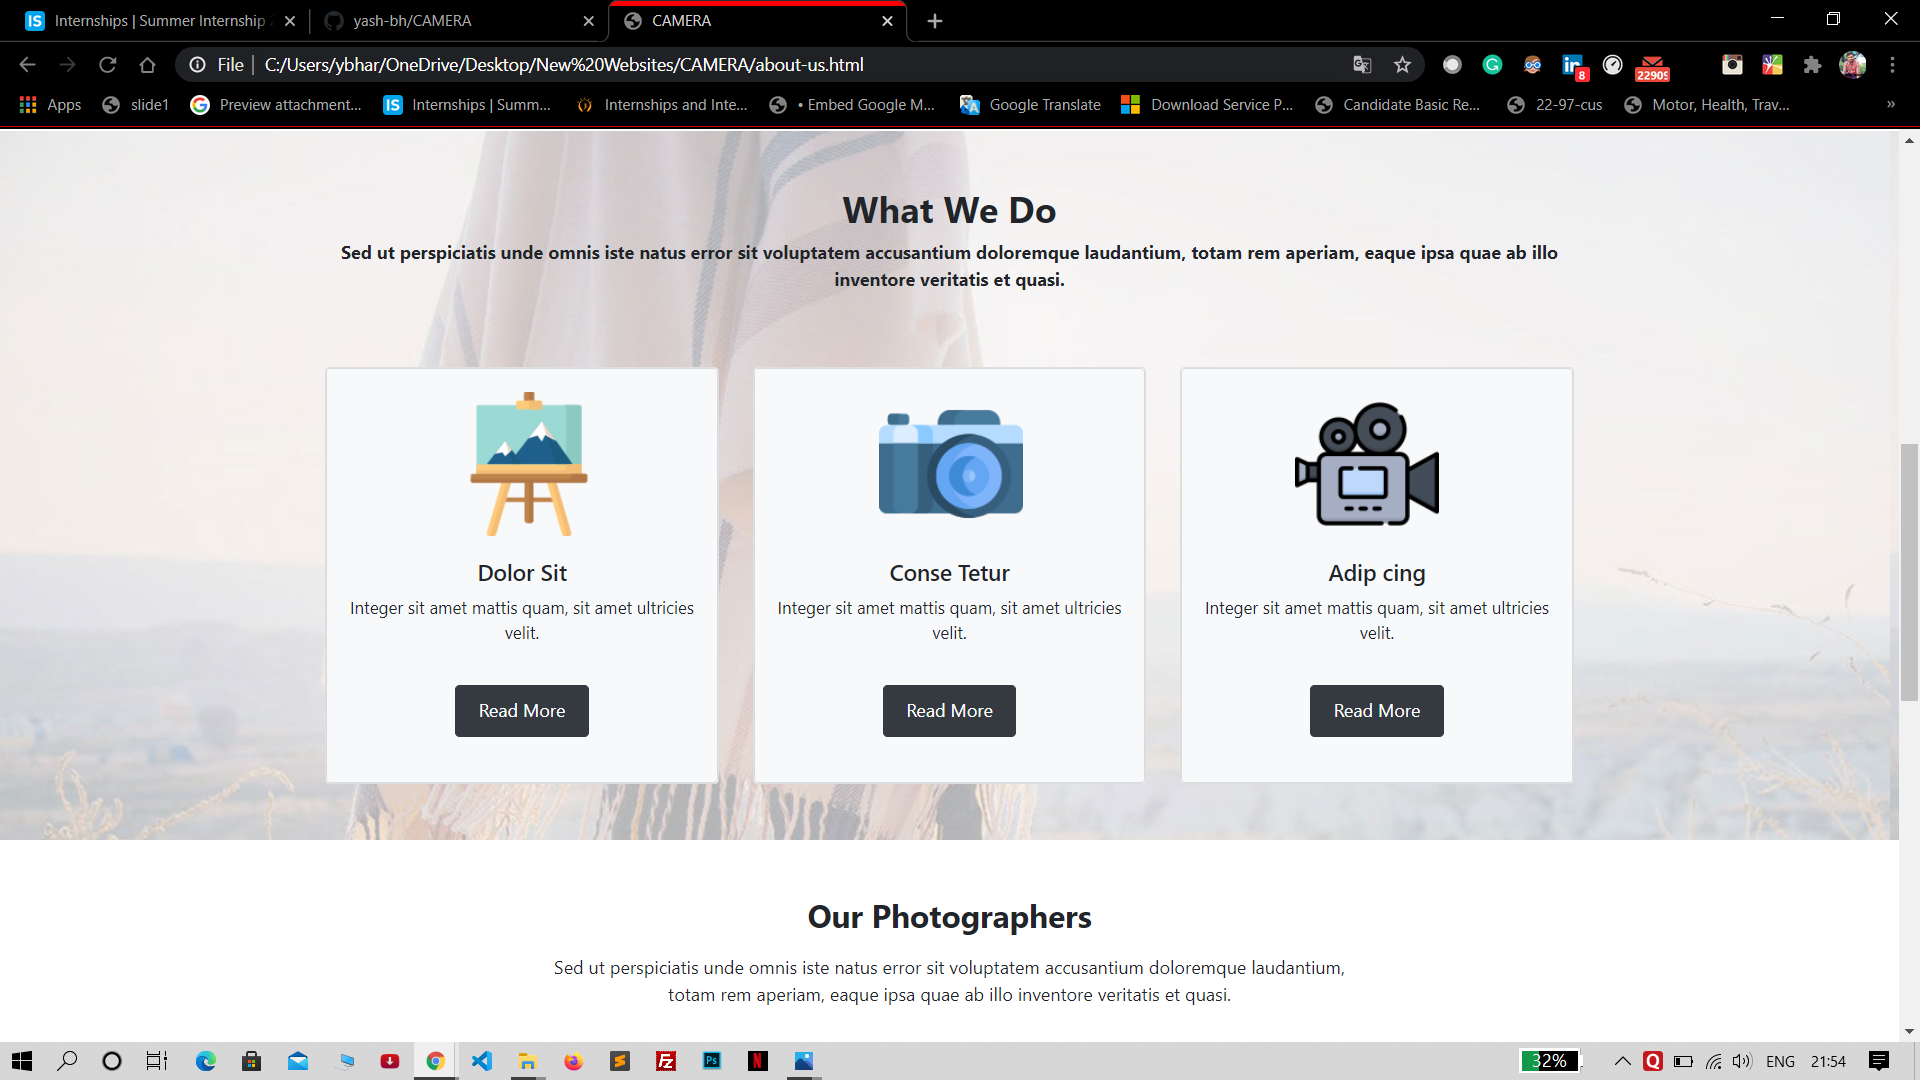 Internships | Summer Internship
yash-bh/CAMERA
CAMERA
File
C:/Users/ybhar/OneDrive/Desktop/New%20Websites/CAMERA/about-us.html
8
22909
Apps
slide1
Preview attachment...
IS
Internships | Summ...
Internships and Inte...
• Embed Google M...
Google Translate
Download Service P...
Candidate Basic Re...
22-97-cus
Motor, Health, Trav...
What We Do
Sed ut perspiciatis unde omnis iste natus error sit voluptatem accusantium doloremque laudantium, totam rem aperiam, eaque ipsa quae ab illo
inventore veritatis et quasi.
Dolor Sit
Integer sit amet mattis quam, sit amet ultricies
velit.
Read More
Conse Tetur
Integer sit amet mattis quam, sit amet ultricies
velit.
Read More
Adip cing
Integer sit amet mattis quam, sit amet ultricies
velit.
Read More
Our Photographers
Sed ut perspiciatis unde omnis iste natus error sit voluptatem accusantium doloremque laudantium,
totam rem aperiam, eaque ipsa quae ab illo inventore veritatis et quasi.
32%
ENG
21:54